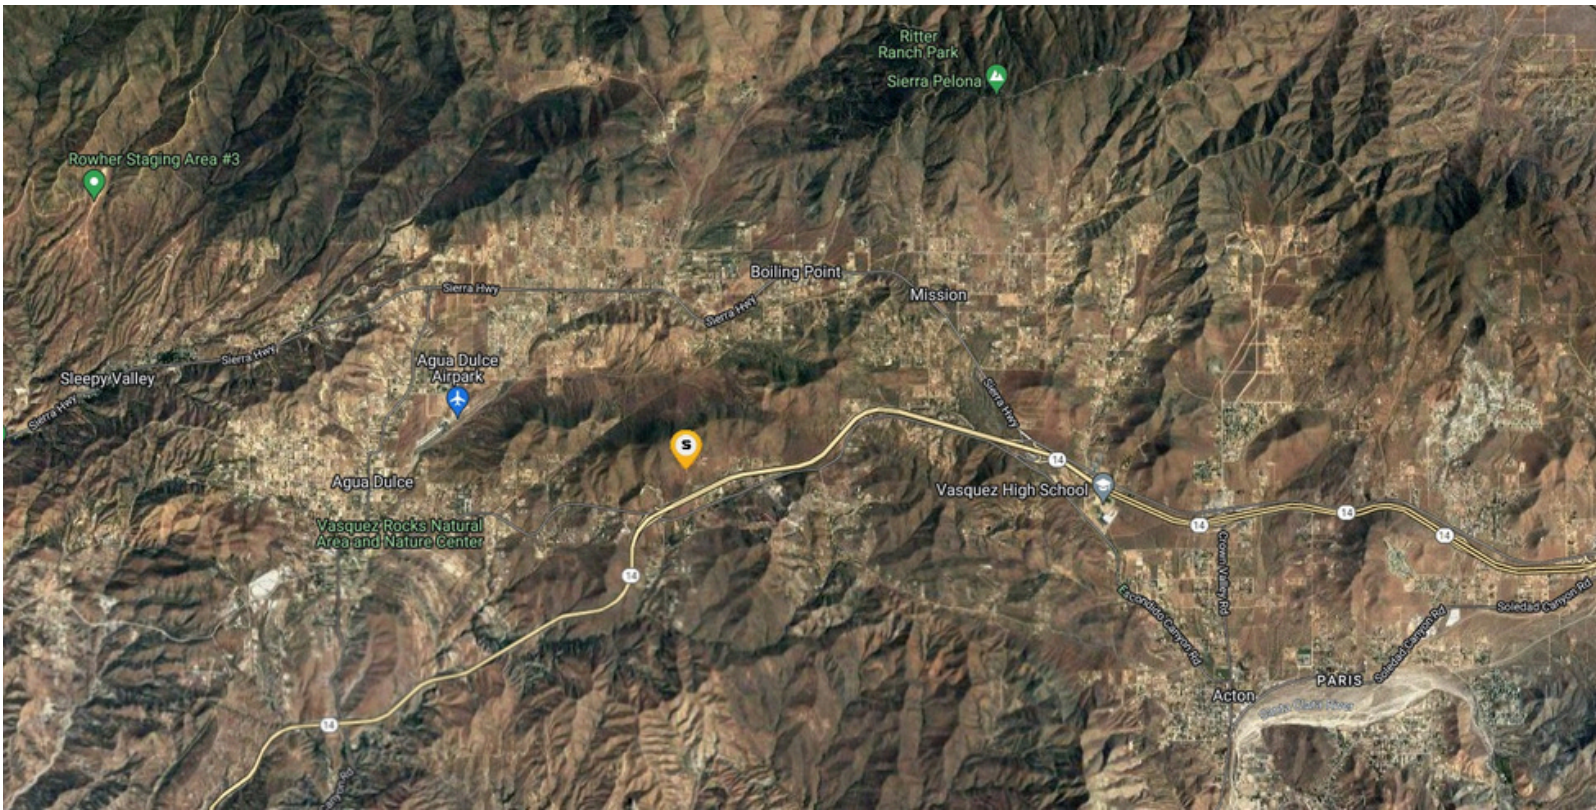 Ritter
Ranch Park
Sierra Pelona
Rowher Staging Area #3
Boiling Point
Sierra Hwy
Mission
Sierra Hwy
Sierra Hwy
Agua Dulce
Airpark
Sleepy Valley
Sierra Hwy
Sierra Hwy
S
14
Agua Dulce
Vasquez High School
14
14
14
Vasquez Rocks Natural
Area and Nature Center
14
Crown Valley Rd
Escondido Canyon Rd
Soledad Canyon Rd
Soledad Canyon Rd
PARIS
Acton
Santa Clara River
14
Canyon Rd